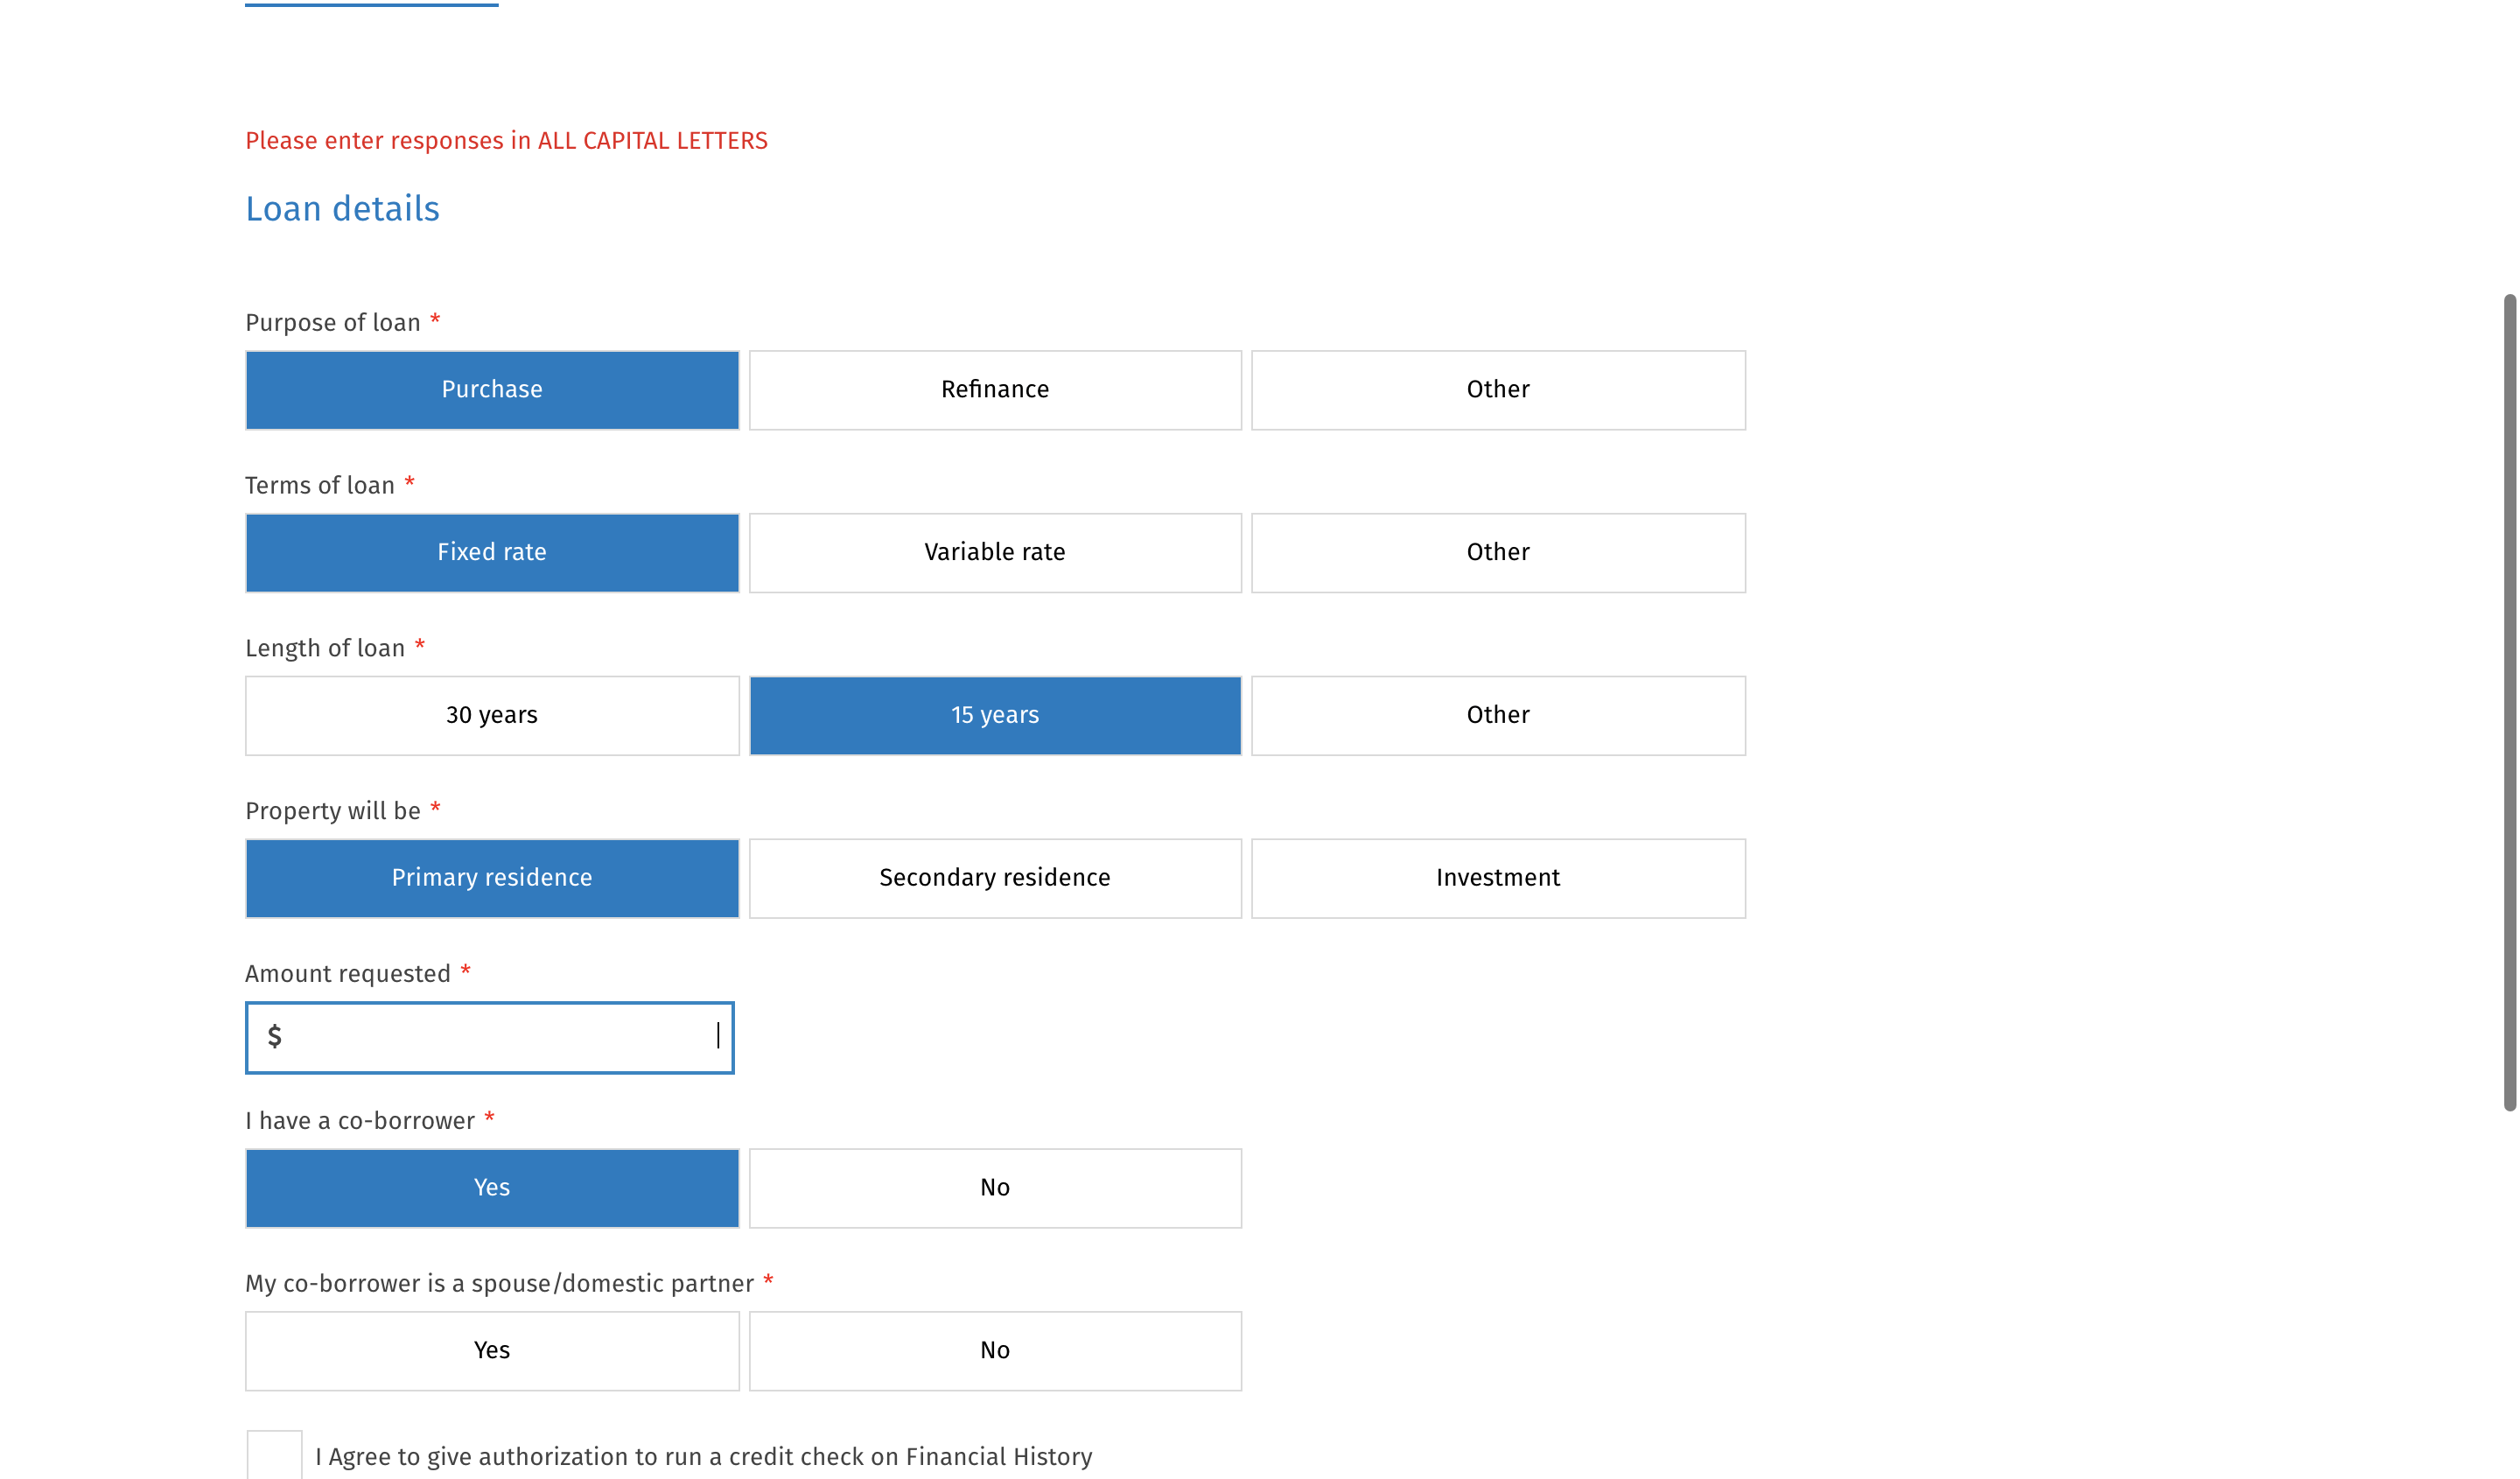 Please enter responses in ALL CAPITAL LETTERS
Loan details
Purpose of loan *
Purchase Refinance Other
Terms of loan *
Fixed rate Variable rate Other
Length of loan *
30 years 15 years Other
Property will be *
Primary residence Secondary residence Investment
Amount requested *
$
I have a co-borrower *
Yes No
My co-borrower is a spouse/domestic partner *
Yes No
I Agree to give authorization to run a credit check on Financial History